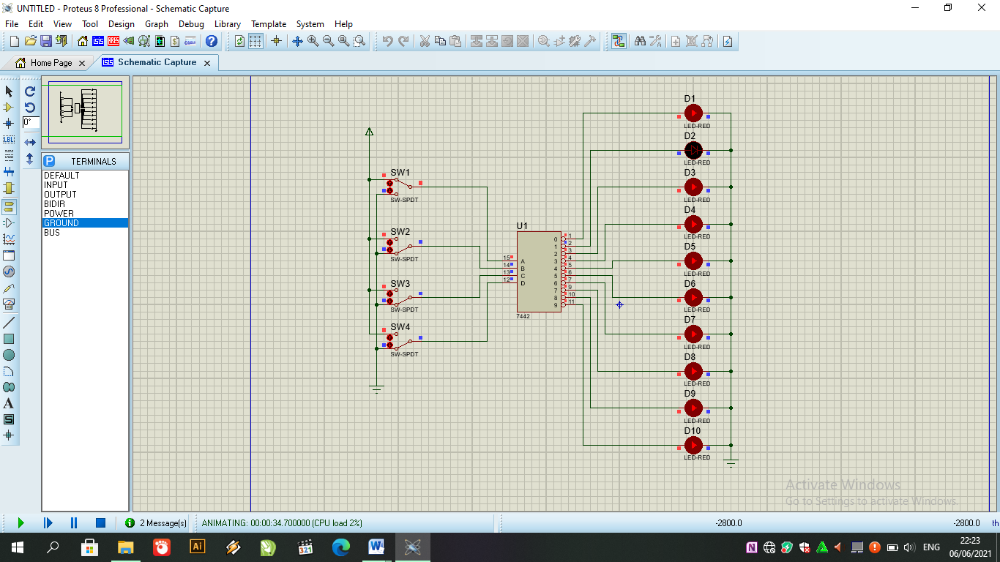 UNTITLED - Proteus 8 Professional - Schematic Capture
File Edit View Tool Design Graph Debug Library Template System Help
Home Page
Schematic Capture
0°
LBL
P TERMINALS
DEFAULT
INPUT
OUTPUT
BIDIR
POWER
GROUND
BUS
A
S
SW1
SW-SPDT
SW2
SW-SPDT
SW3
SW-SPDT
SW4
SW-SPDT
U1
15 A
14 B
13 C
12 D
0 1
1 2
2 3
3 4
4 5
5 6
6 7
7 9
8 10
9 11
7442
D1
LED-RED
D2
LED-RED
D3
LED-RED
D4
LED-RED
D5
LED-RED
D6
LED-RED
D7
LED-RED
D8
LED-RED
D9
LED-RED
D10
LED-RED
Activate Windows
Go to Settings to activate Windows.
2 Message(s) ANIMATING: 00:00:34.700000 (CPU load 2%) -2800.0 -2800.0 th
Ai 321 W N ENG 22:23
06/06/2021